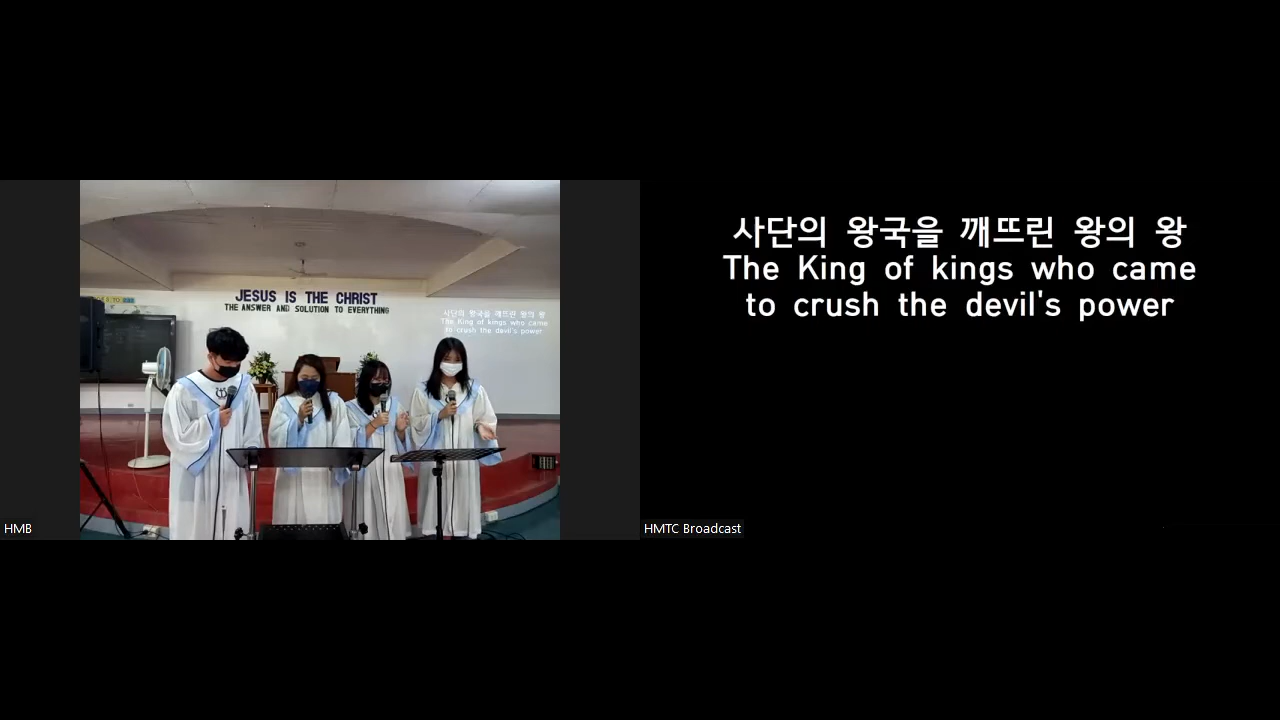 JESUS IS THE CHRIST
THE ANSWER AND SOLUTION TO EVERYTHING
사단의 왕국을 깨뜨린 왕의 왕
The King of kings who came
to crush the devil's power
HMB
사단의 왕국을 깨뜨린 왕의 왕
The King of kings who came
to crush the devil's power
HMTC Broadcast